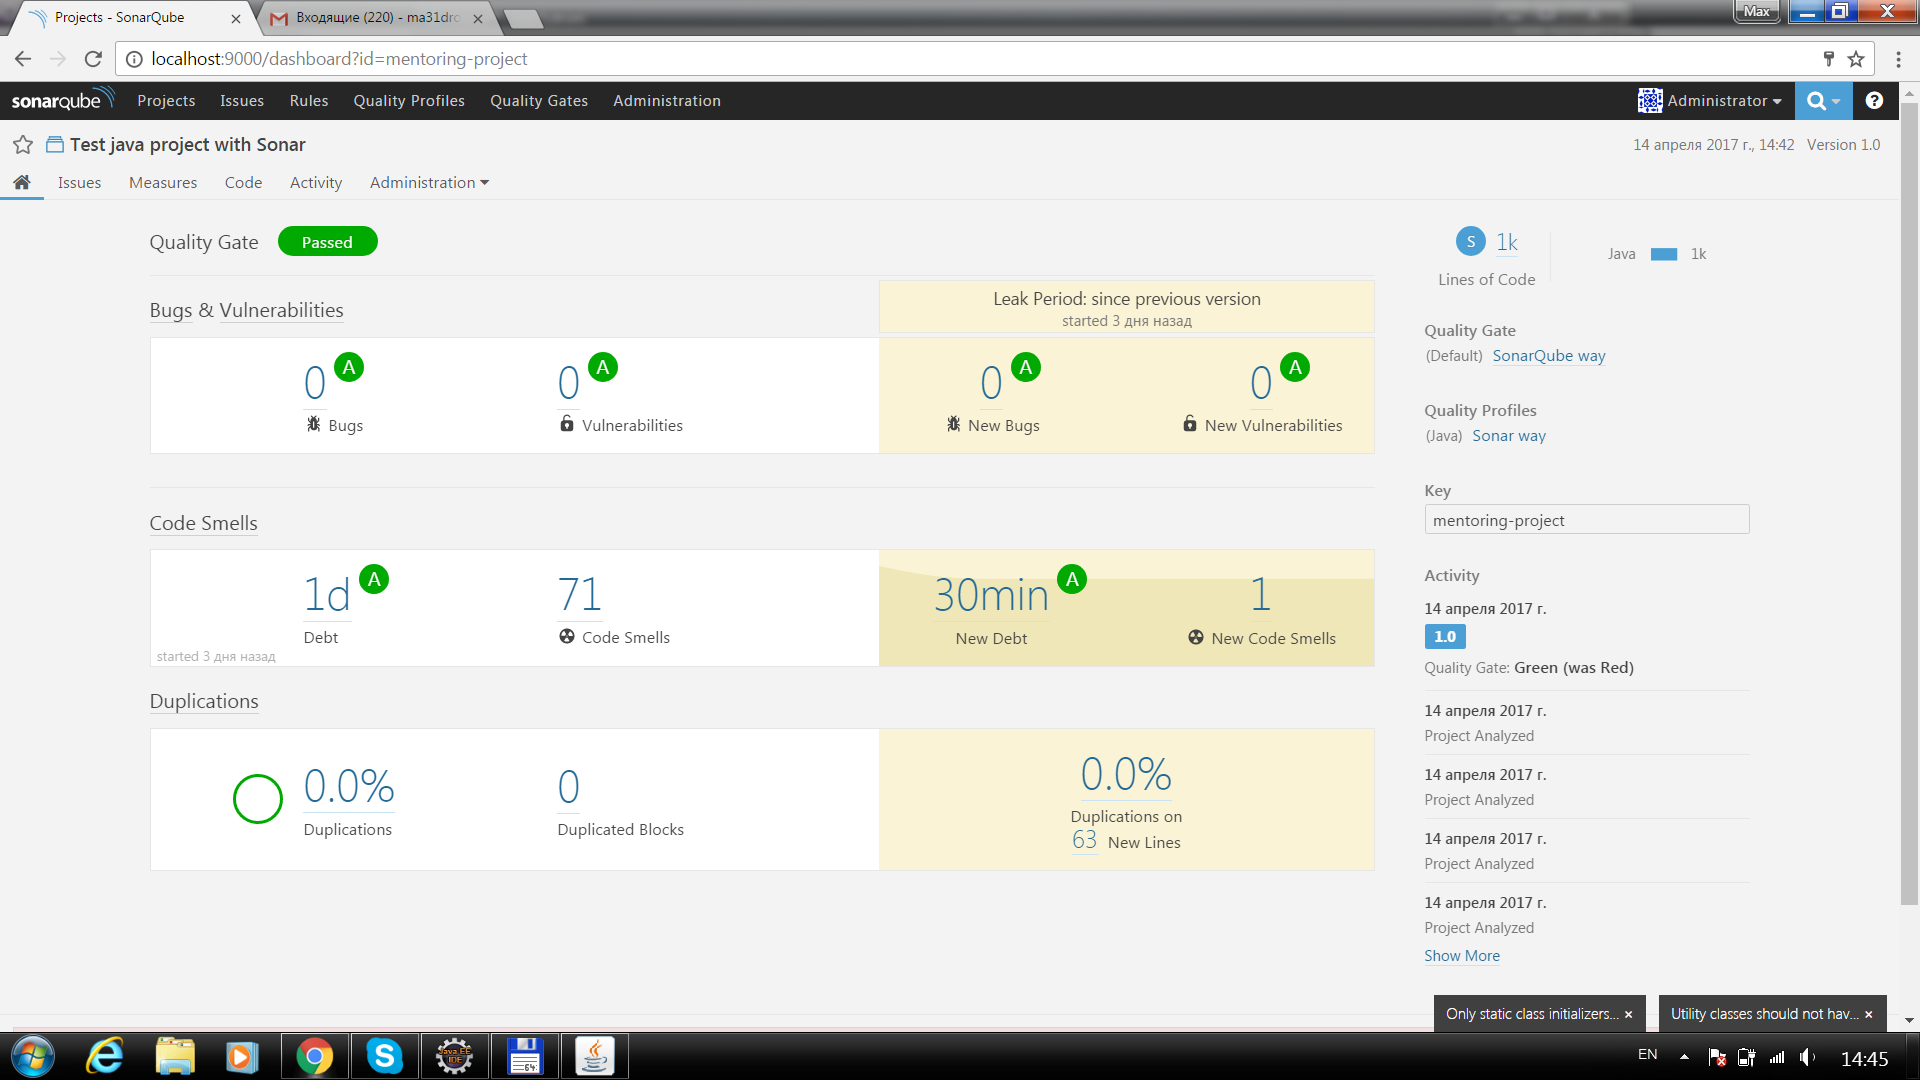 Projects - SonarQube
Входящие (220) - ma31dro
Max
localhost:9000/dashboard?id=mentoring-project
sonarqube
Projects
Issues
Rules
Quality Profiles
Quality Gates
Administration
Administrator
Test java project with Sonar
14 апреля 2017 г., 14:42 Version 1.0
Issues
Measures
Code
Activity
Administration
Quality Gate
Passed
Bugs & Vulnerabilities
Leak Period: since previous version
started 3 дня назад
0 A
Bugs
0 A
Vulnerabilities
0 A
New Bugs
0 A
New Vulnerabilities
Code Smells
1d A
Debt
71
Code Smells
started 3 дня назад
30min A
New Debt
1
New Code Smells
Duplications
0.0%
Duplications
0
Duplicated Blocks
0.0%
Duplications on
63 New Lines
S 1k
Lines of Code
Java 1k
Quality Gate
(Default) SonarQube way
Quality Profiles
(Java) Sonar way
Key
mentoring-project
Activity
14 апреля 2017 г.
1.0
Quality Gate: Green (was Red)
14 апреля 2017 г.
Project Analyzed
14 апреля 2017 г.
Project Analyzed
14 апреля 2017 г.
Project Analyzed
14 апреля 2017 г.
Project Analyzed
Show More
Only static class initializers... ×
Utility classes should not hav... ×
Java EE
IDE
64
EN
14:45